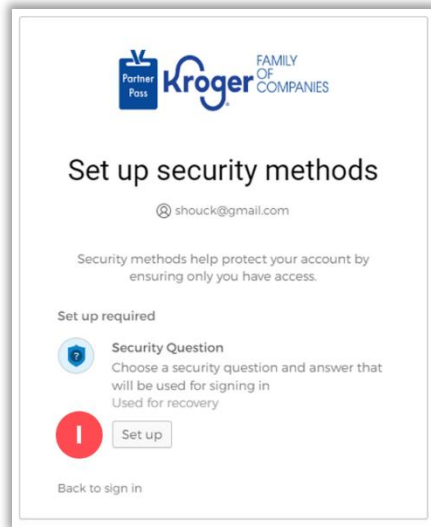 Partner
Pass
Kroger
FAMILY
OF
COMPANIES
Set up security methods
shouck@gmail.com
Security methods help protect your account by
ensuring only you have access.
Set up required
?
Security Question
Choose a security question and answer that
will be used for signing in
Used for recovery
I
Set up
Back to sign in